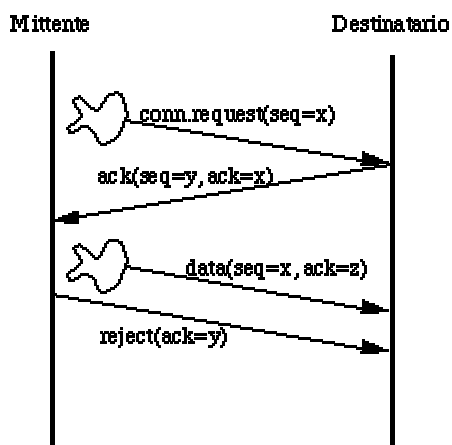 Mittente
Destinatario
conn.request(seq=x)
ack(seq=y, ack=x)
data(seq=x, ack=z)
reject(ack=y)